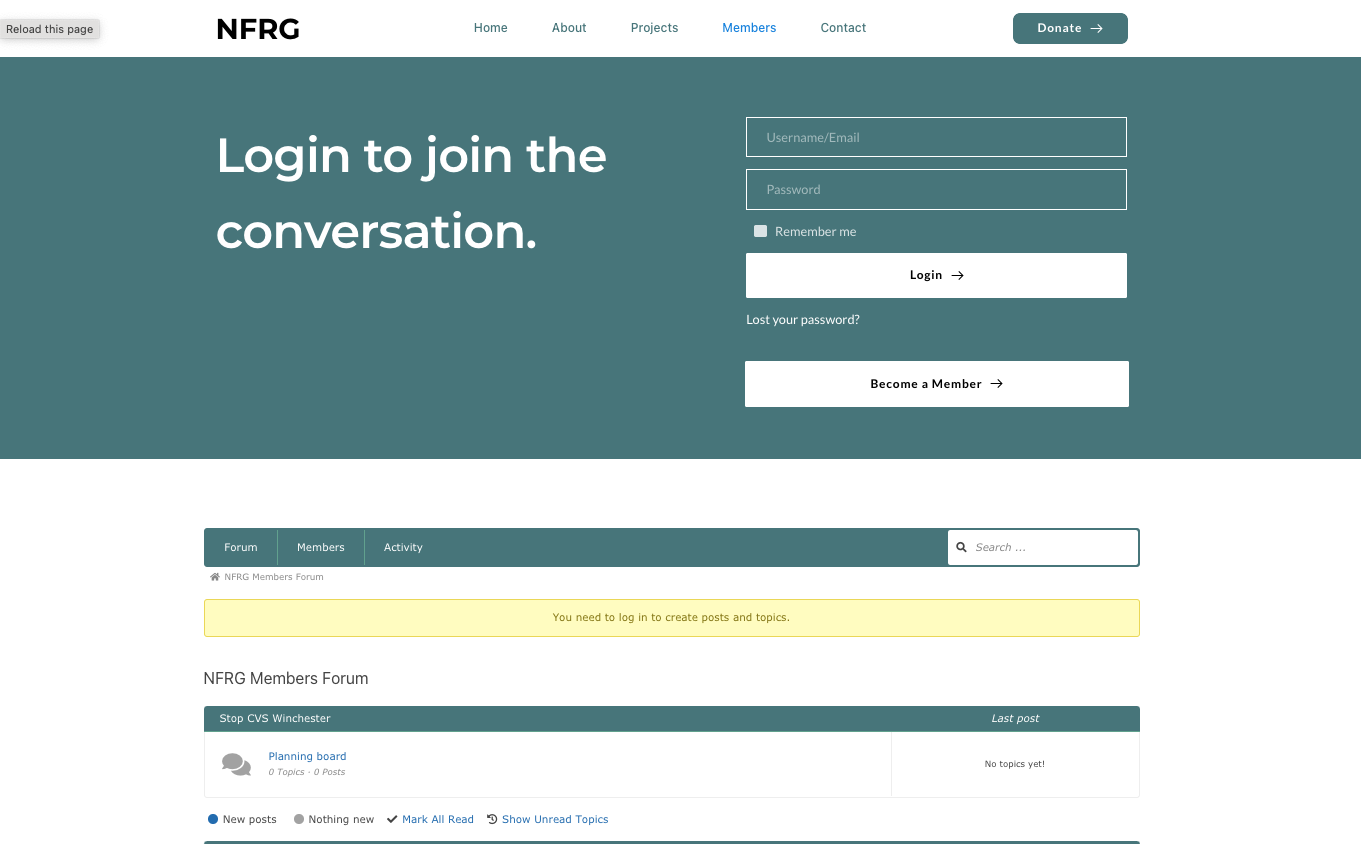 Reload this page
NFRG
Home
About
Projects
Members
Contact
Donate →
Login to join the
conversation.
Username/Email
Password
Remember me
Login →
Lost your password?
Become a Member →
Forum
Members
Activity
Search ...
NFRG Members Forum
You need to log in to create posts and topics.
NFRG Members Forum
Stop CVS Winchester
Last post
Planning board
0 Topics · 0 Posts
No topics yet!
New posts
Nothing new
Mark All Read
Show Unread Topics